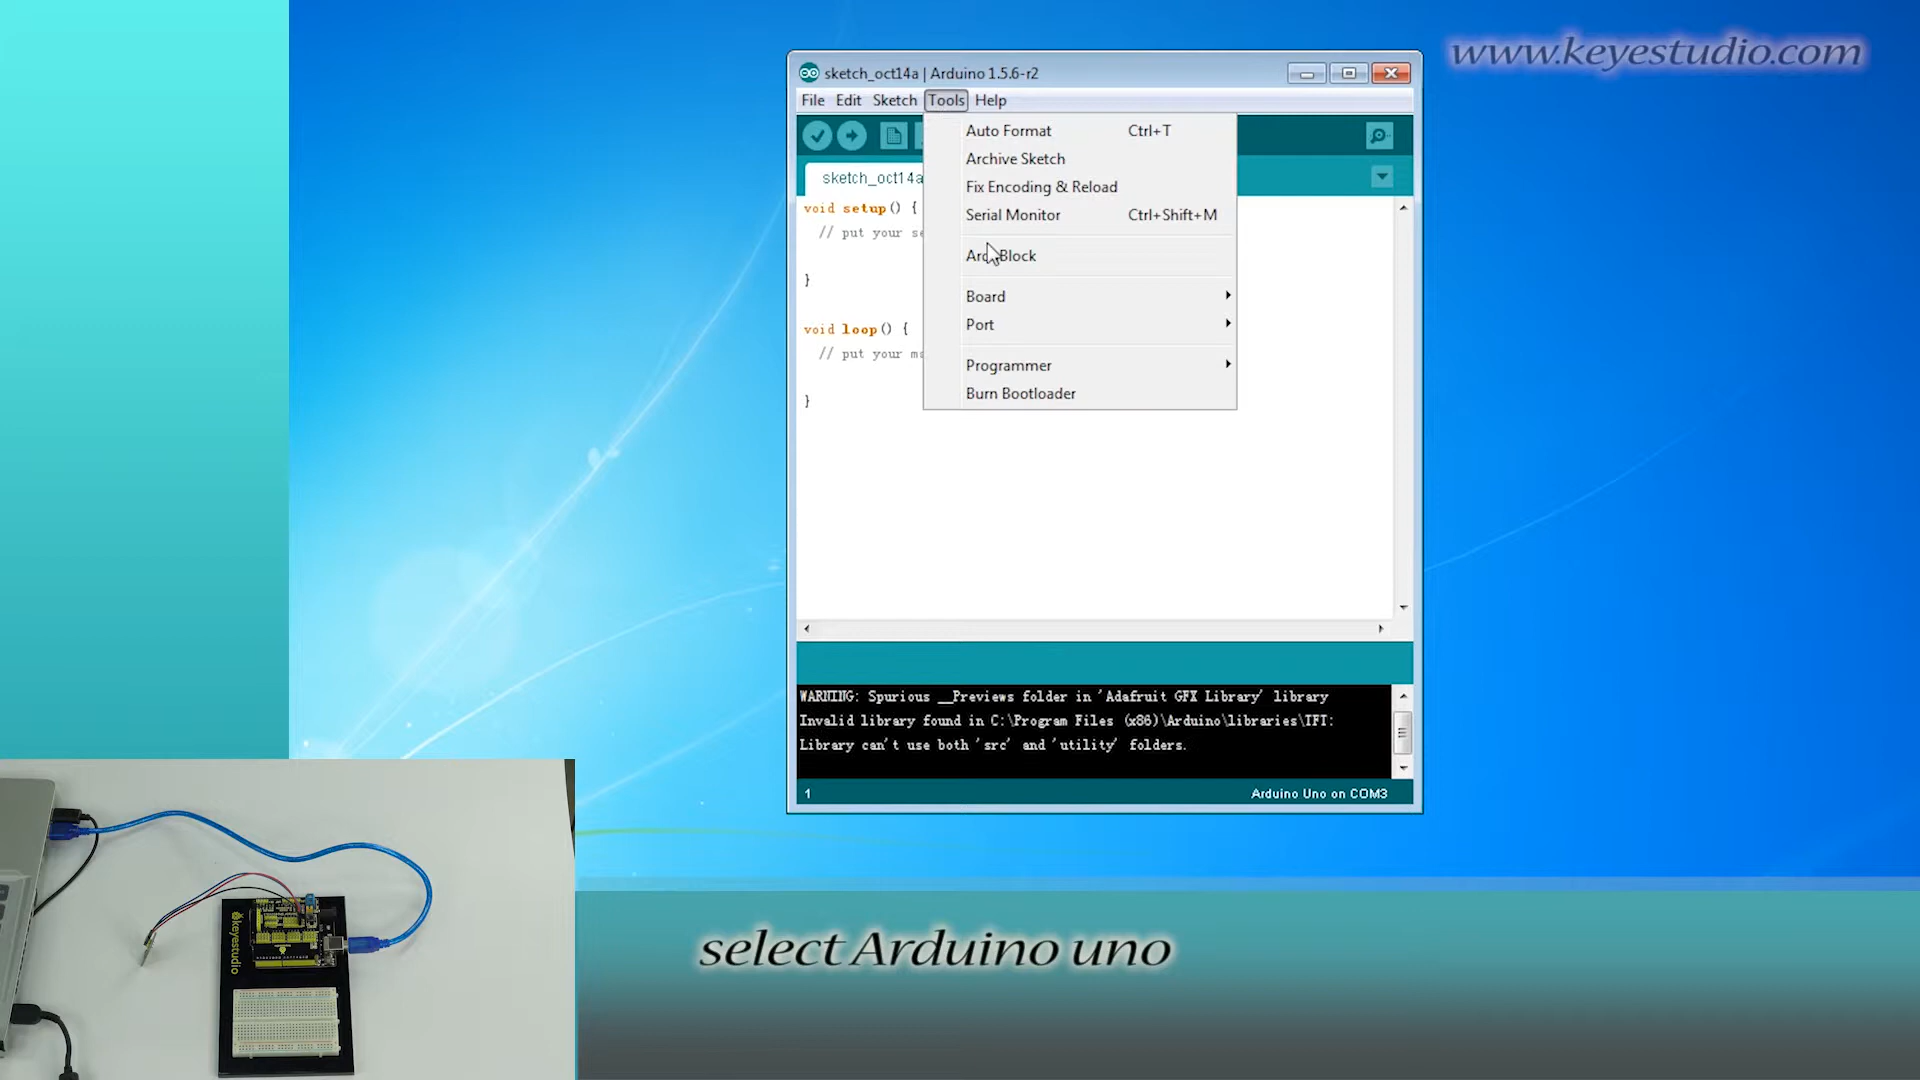 www.keyestudio.com
sketch_oct14a | Arduino 1.5.6-r2
File Edit Sketch Tools Help
Auto Format Ctrl+T
Archive Sketch
Fix Encoding & Reload
Serial Monitor Ctrl+Shift+M
ArduBlock
Board
Port
Programmer
Burn Bootloader
sketch_oct14a
void setup() {
// put your se
}
void loop() {
// put your ma
}
WARNING: Spurious __Previews folder in 'Adafruit GFX Library' library
Invalid library found in C:\Program Files (x86)\Arduino\libraries\TFT:
Library can't use both 'src' and 'utility' folders.
1 Arduino Uno on COM3
keyestudio
select Arduino uno